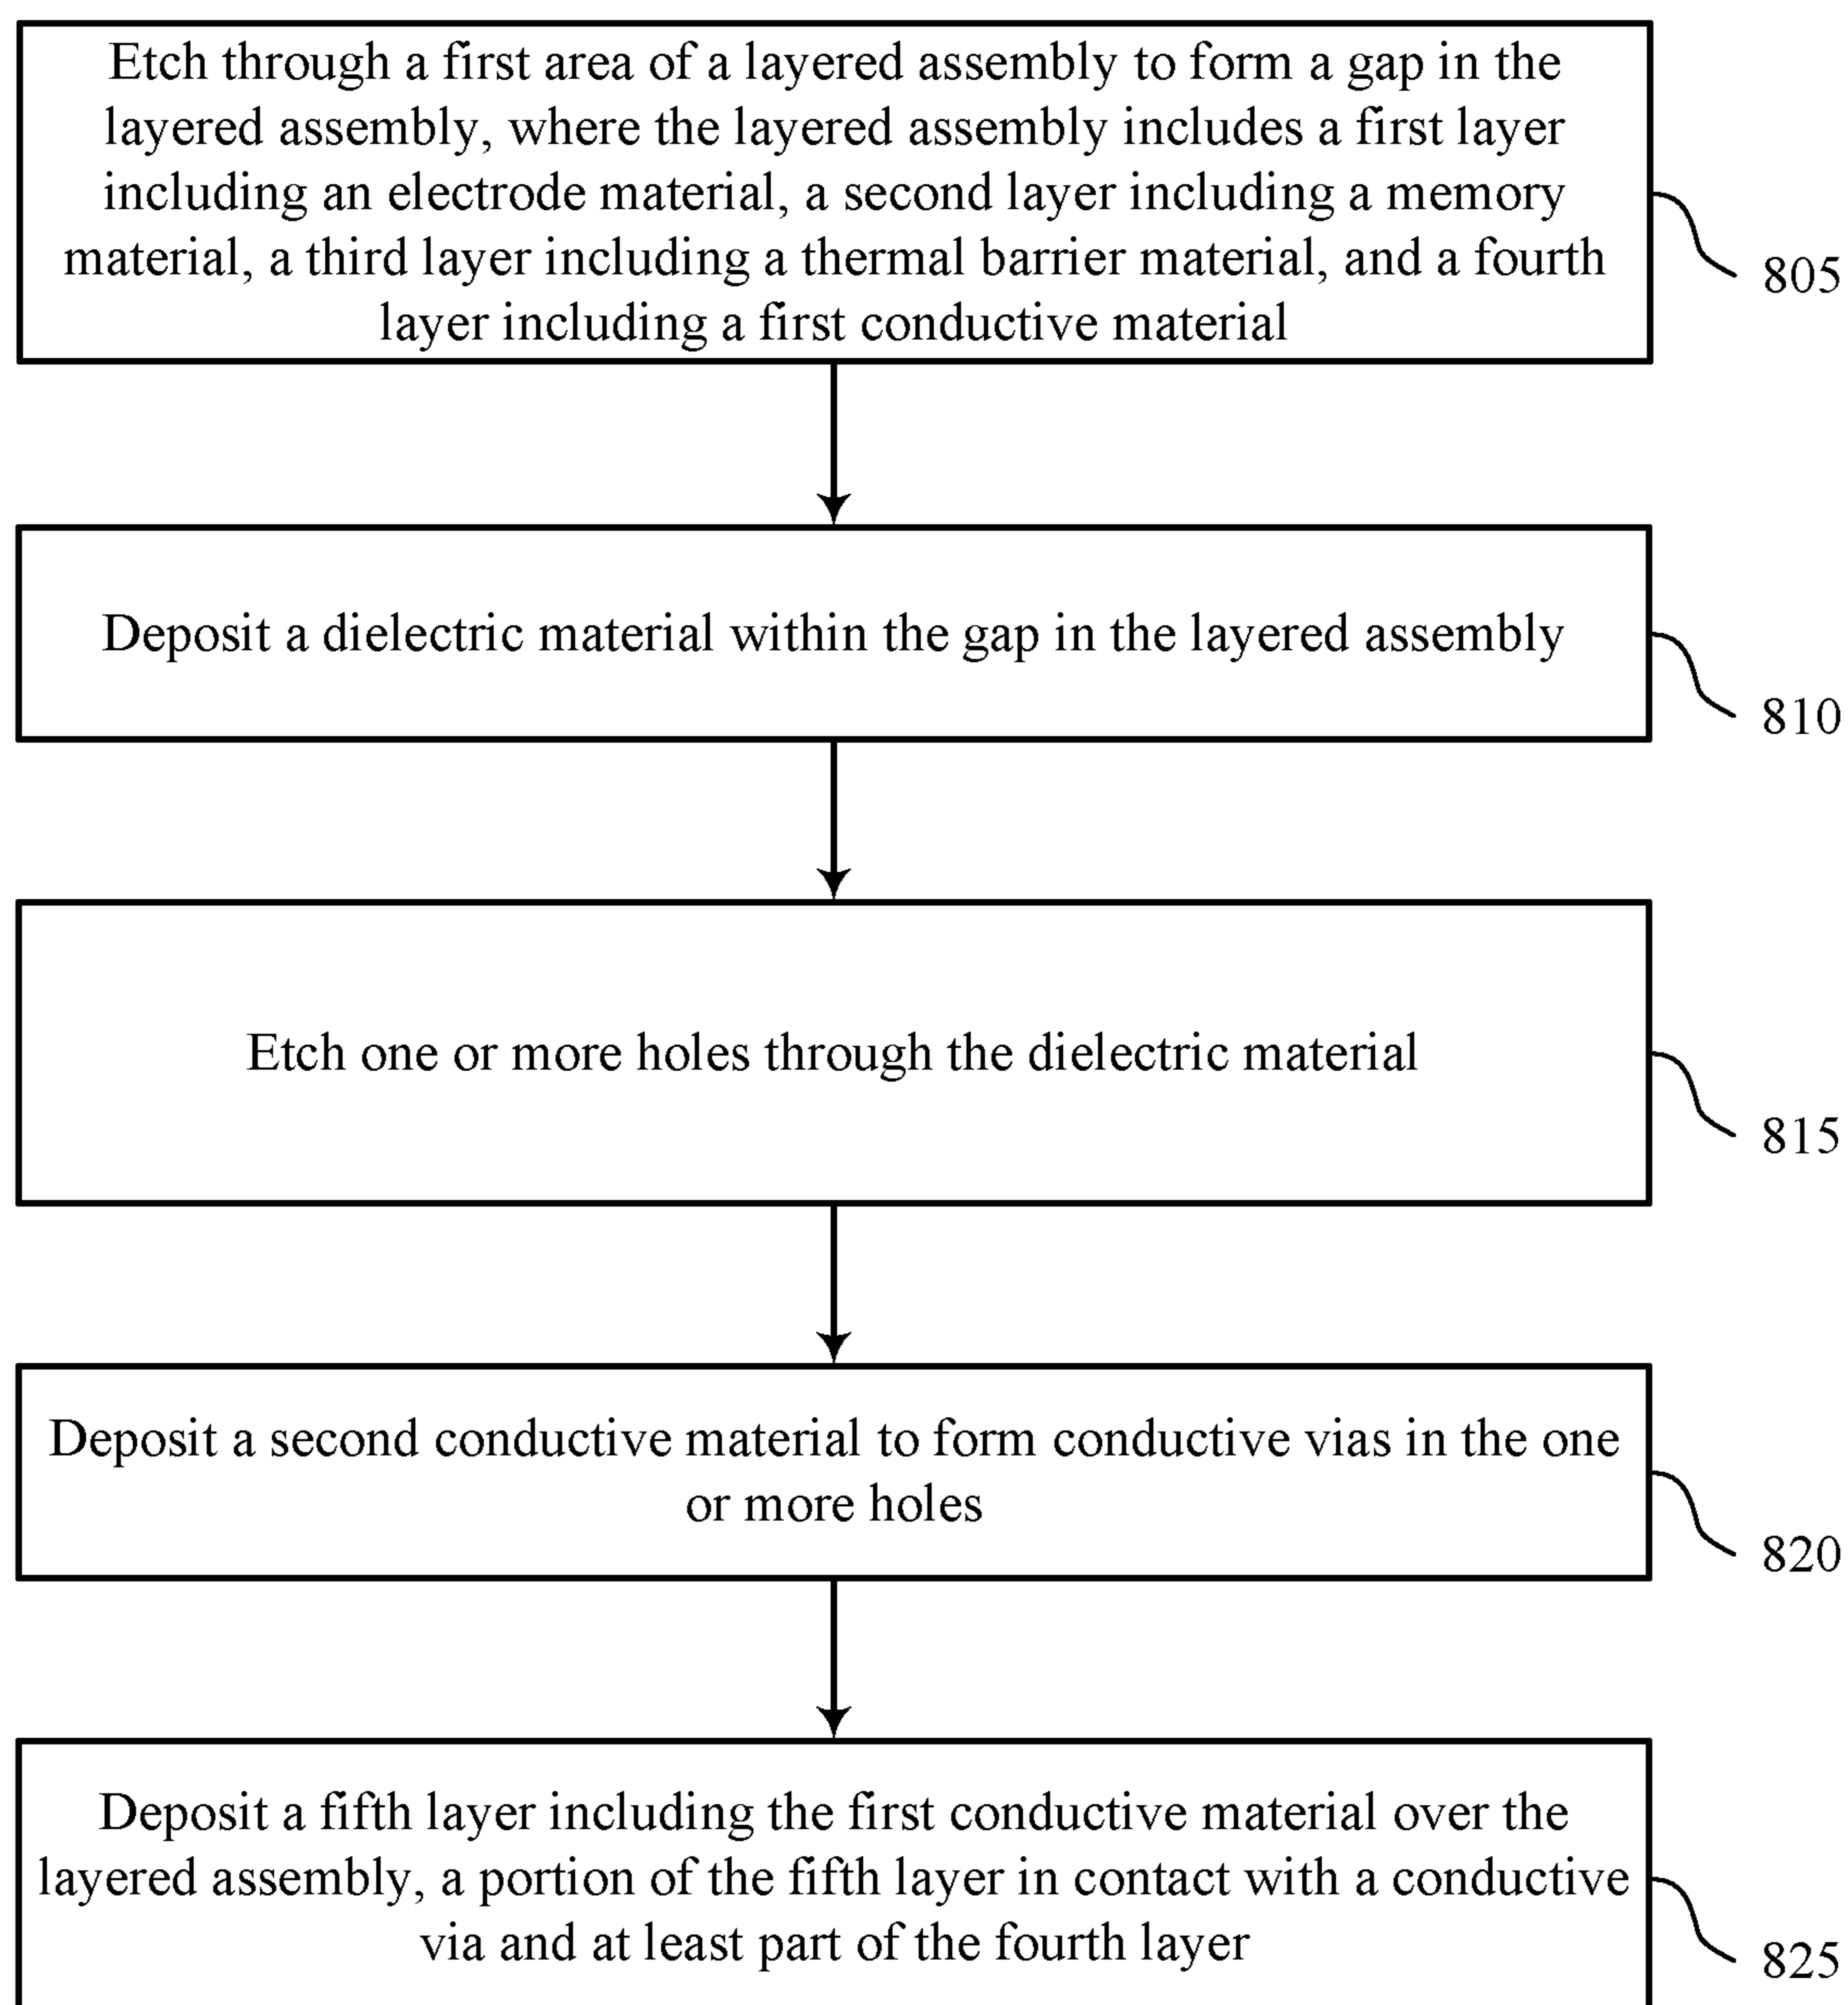 Etch through a first area of a layered assembly to form a gap in the
layered assembly, where the layered assembly includes a first layer
including an electrode material, a second layer including a memory
material, a third layer including a thermal barrier material, and a fourth
layer including a first conductive material
805
Deposit a dielectric material within the gap in the layered assembly
810
Etch one or more holes through the dielectric material
815
Deposit a second conductive material to form conductive vias in the one
or more holes
820
Deposit a fifth layer including the first conductive material over the
layered assembly, a portion of the fifth layer in contact with a conductive
via and at least part of the fourth layer
825